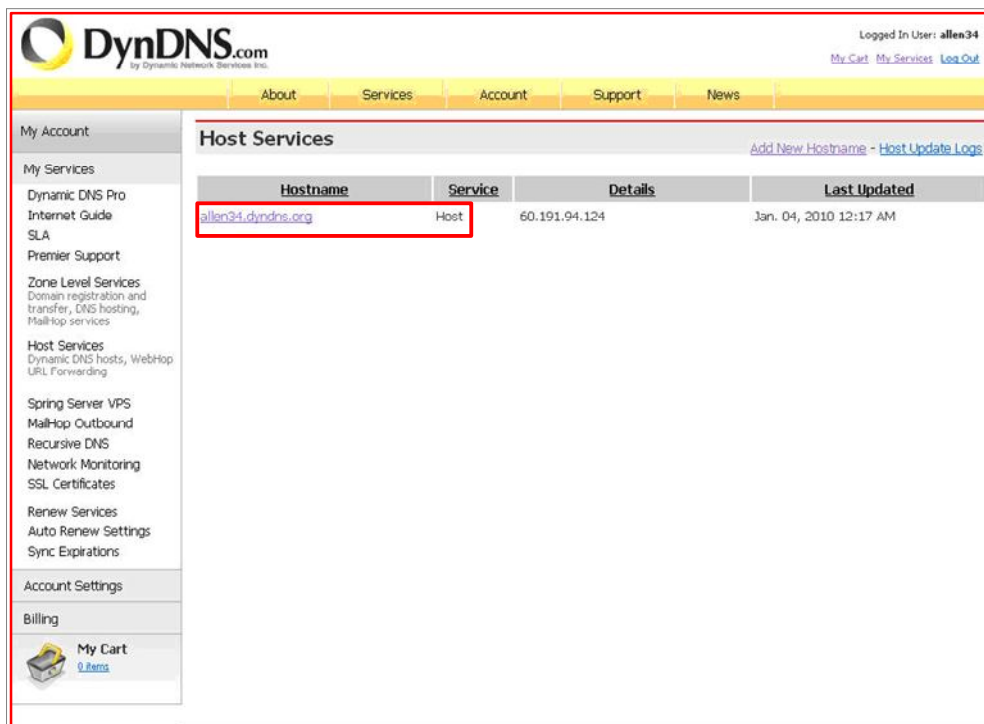 DynDNS.com
by Dynamic Network Services Inc.
Logged In User: allen34
My Cart My Services Log Out
About Services Account Support News
My Account
My Services
Dynamic DNS Pro
Internet Guide
SLA
Premier Support
Zone Level Services
Domain registration and
transfer, DNS hosting,
MailHop services
Host Services
Dynamic DNS hosts, WebHop
URL Forwarding
Spring Server VPS
MailHop Outbound
Recursive DNS
Network Monitoring
SSL Certificates
Renew Services
Auto Renew Settings
Sync Expirations
Account Settings
Billing
My Cart
0 items
Host Services
Add New Hostname - Host Update Logs
Hostname Service Details Last Updated
allen34.dyndns.org Host 60.191.94.124 Jan. 04, 2010 12:17 AM